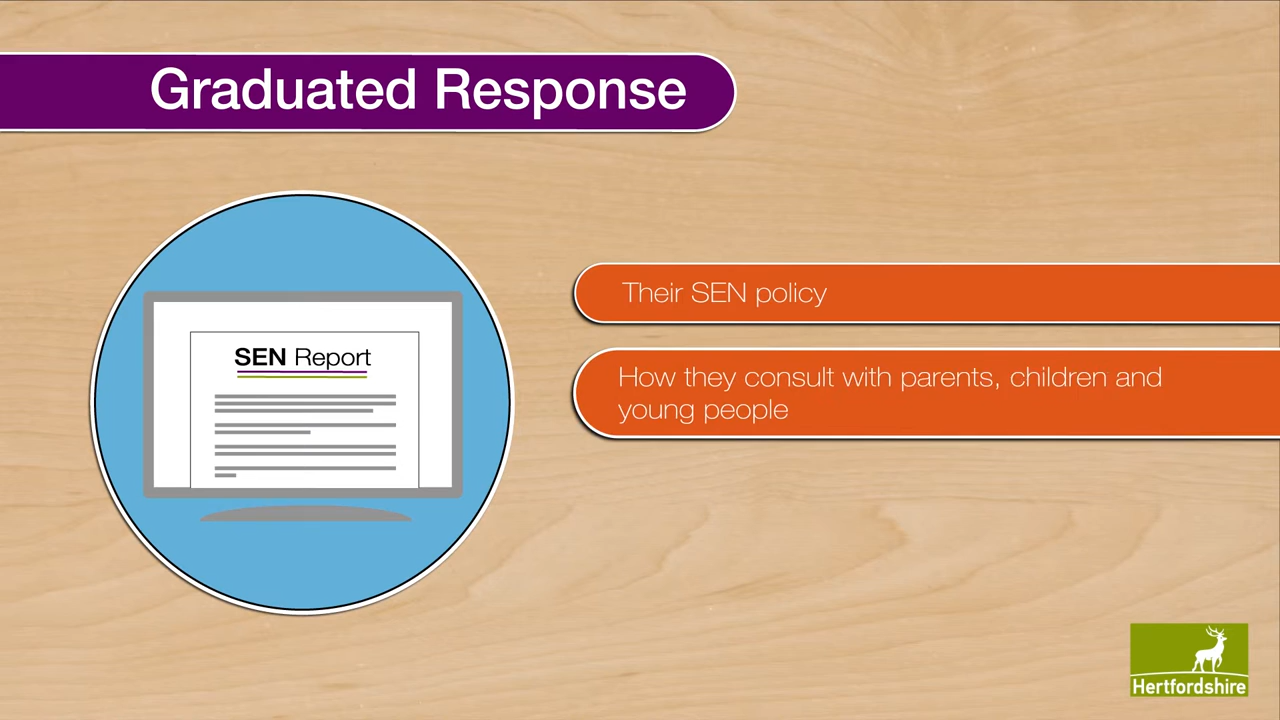 Graduated Response
SEN Report
Their SEN policy
How they consult with parents, children and
young people
Hertfordshire